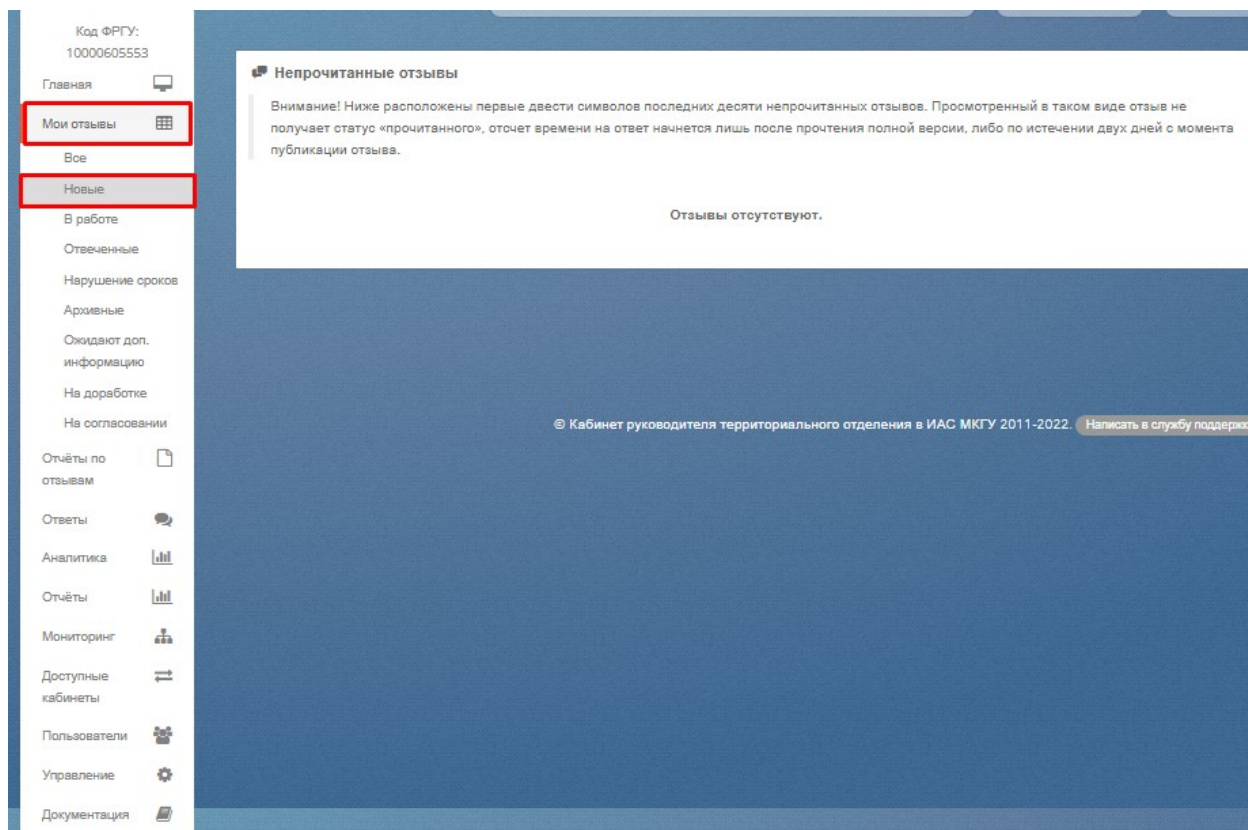 Код ФРГУ:
10000605553
Главная
Мои отзывы
Все
Новые
В работе
Отвеченные
Нарушение сроков
Архивные
Ожидают доп.
информацию
На доработке
На согласовании
Отчёты по
отзывам
Ответы
Аналитика
Отчёты
Мониторинг
Доступные
кабинеты
Пользователи
Управление
Документация
Непрочитанные отзывы
Внимание! Ниже расположены первые двести символов последних десяти непрочитанных отзывов. Просмотренный в таком виде отзыв не
получает статус «прочитанного», отсчет времени на ответ начнется лишь после прочтения полной версии, либо по истечении двух дней с момента
публикации отзыва.
Отзывы отсутствуют.
© Кабинет руководителя территориального отделения в ИАС МКГУ 2011-2022. Написать в службу поддержк